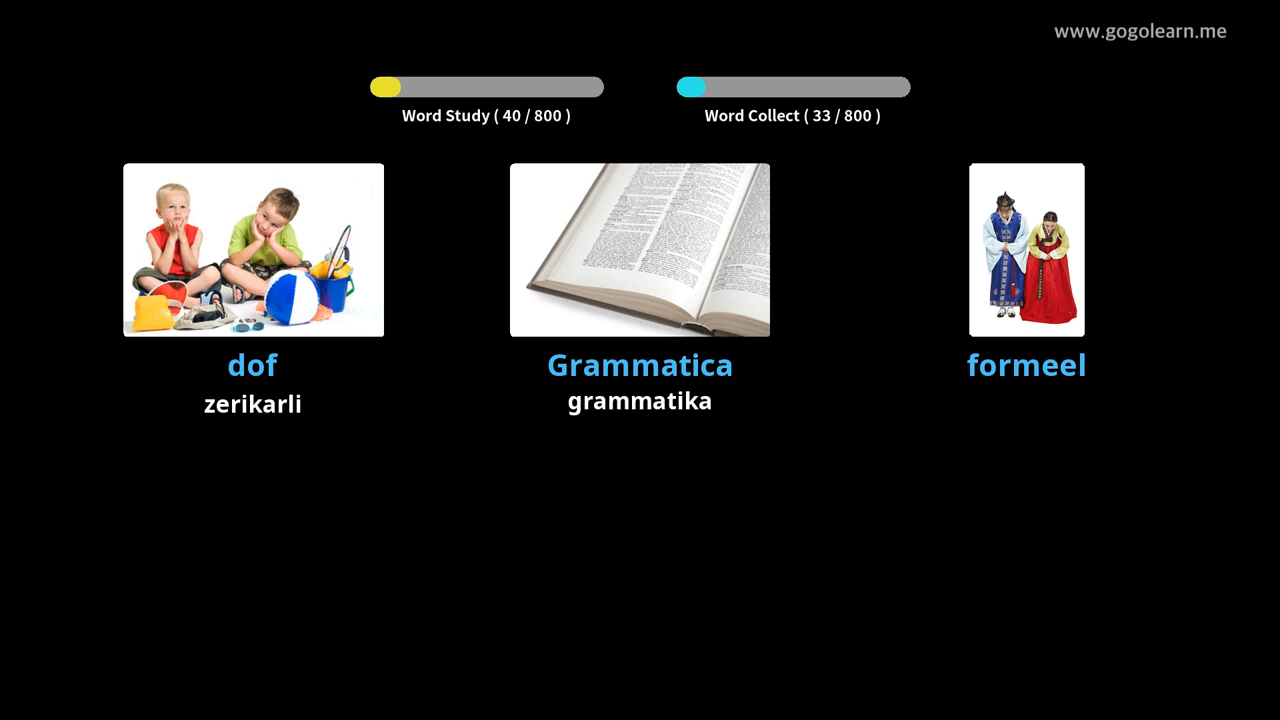 www.gogolearn.me
Word Study ( 40 / 800 )
Word Collect ( 33 / 800 )
dof
zerikarli
Grammatica
grammatika
formeel